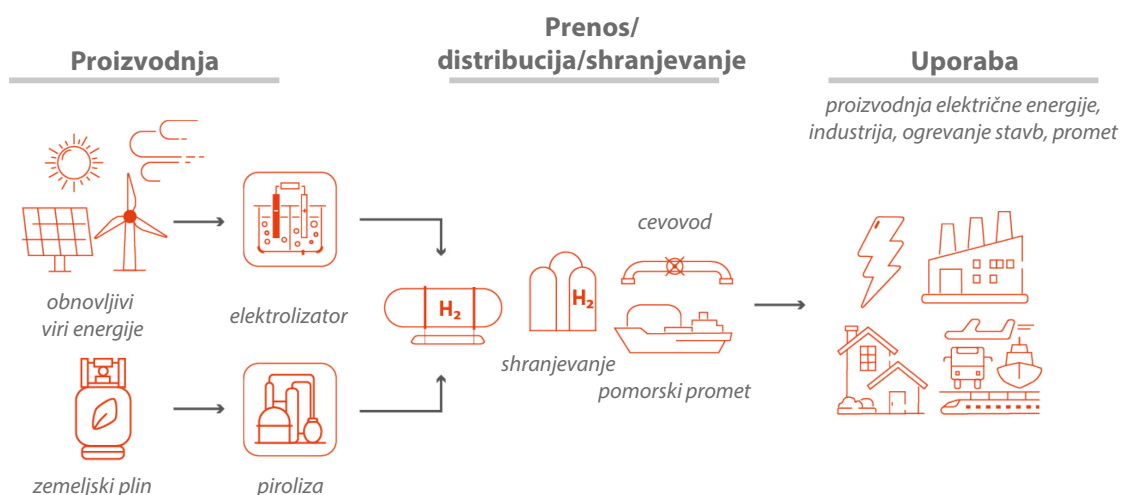 Proizvodnja
Prenos/
distribucija/shranjevanje
Uporaba
proizvodnja električne energije,
industrija, ogrevanje stavb, promet
obnovljivi
viri energije
elektrolizator
H₂
H₂
cevovod
shranjevanje
pomorski promet
zemeljski plin
piroliza